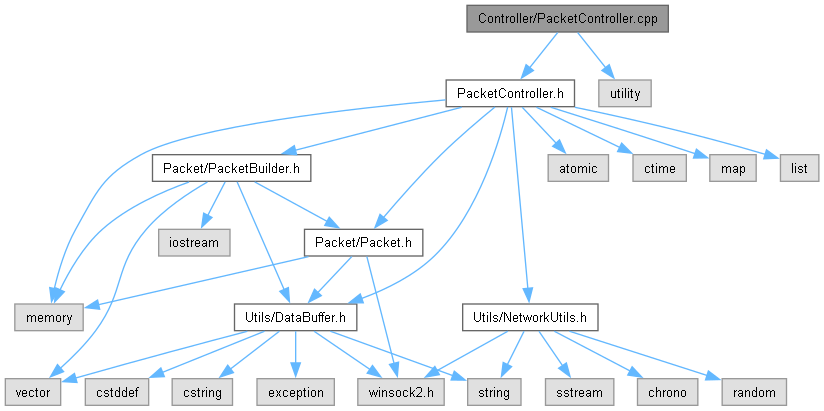 Controller/PacketController.cpp
PacketController.h
utility
Packet/PacketBuilder.h
atomic
ctime
map
list
iostream
Packet/Packet.h
memory
Utils/DataBuffer.h
Utils/NetworkUtils.h
vector
cstddef
cstring
exception
winsock2.h
string
sstream
chrono
random